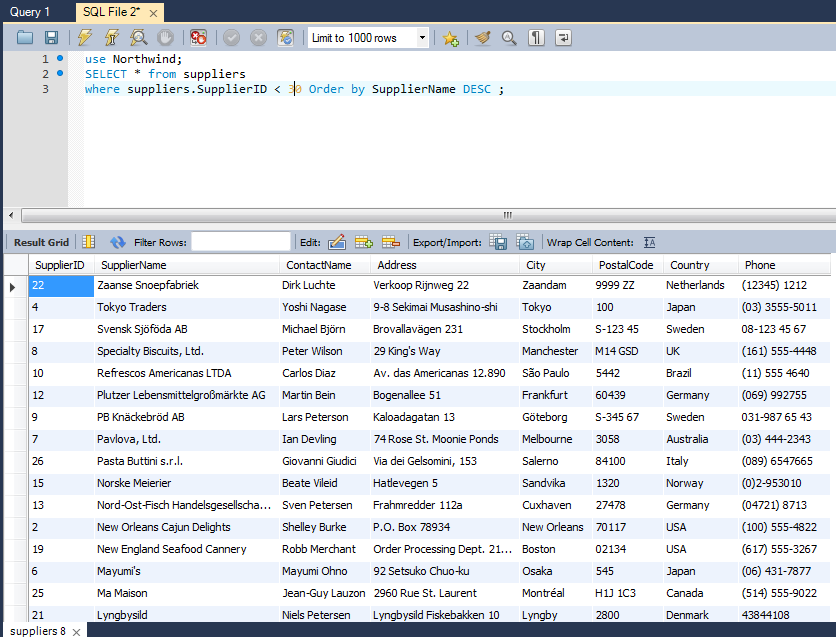 Query 1 SQL File 2*
Limit to 1000 rows
1 use Northwind;
2 SELECT * from suppliers
3 where suppliers.SupplierID < 30 Order by SupplierName DESC ;
Result Grid Filter Rows: Edit: Export/Import: Wrap Cell Content:
SupplierID SupplierName ContactName Address City PostalCode Country Phone
22 Zaanse Snoepfabriek Dirk Luchte Verkoop Rijnweg 22 Zaandam 9999 ZZ Netherlands (12345) 1212
4 Tokyo Traders Yoshi Nagase 9-8 Sekimai Musashino-shi Tokyo 100 Japan (03) 3555-5011
17 Svensk Sjöföda AB Michael Björn Brovallavägen 231 Stockholm S-123 45 Sweden 08-123 45 67
8 Specialty Biscuits, Ltd. Peter Wilson 29 King's Way Manchester M14 GSD UK (161) 555-4448
10 Refrescos Americanas LTDA Carlos Diaz Av. das Americanas 12.890 São Paulo 5442 Brazil (11) 555 4640
12 Plutzer Lebensmittelgroßmärkte AG Martin Bein Bogenallee 51 Frankfurt 60439 Germany (069) 992755
9 PB Knäckebröd AB Lars Peterson Kaloadagatan 13 Göteborg S-345 67 Sweden 031-987 65 43
7 Pavlova, Ltd. Ian Devling 74 Rose St. Moonie Ponds Melbourne 3058 Australia (03) 444-2343
26 Pasta Buttini s.r.l. Giovanni Giudici Via dei Gelsomini, 153 Salerno 84100 Italy (089) 6547665
15 Norske Meierier Beate Vileid Hatlevegen 5 Sandvika 1320 Norway (0)2-953010
13 Nord-Ost-Fisch Handelsgesellscha... Sven Petersen Frahmredder 112a Cuxhaven 27478 Germany (04721) 8713
2 New Orleans Cajun Delights Shelley Burke P.O. Box 78934 New Orleans 70117 USA (100) 555-4822
19 New England Seafood Cannery Robb Merchant Order Processing Dept. 21... Boston 02134 USA (617) 555-3267
6 Mayumi's Mayumi Ohno 92 Setsuko Chuo-ku Osaka 545 Japan (06) 431-7877
25 Ma Maison Jean-Guy Lauzon 2960 Rue St. Laurent Montréal H1J 1C3 Canada (514) 555-9022
21 Lyngbysild Niels Petersen Lyngbysild Fiskebakken 10 Lyngby 2800 Denmark 43844108
suppliers 8